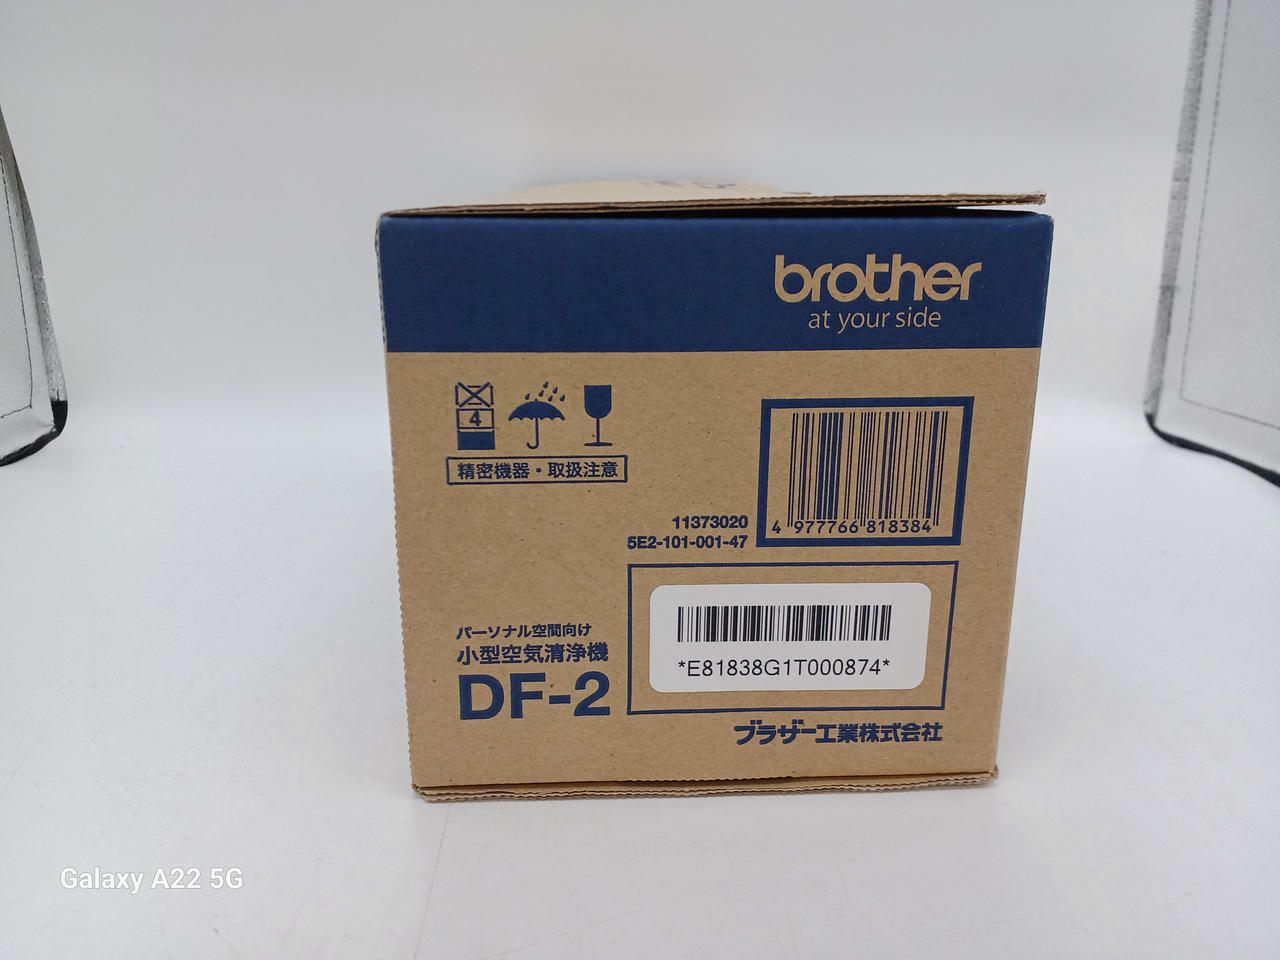 brother
at your side
4
精密機器・取扱注意
4 977766 818384
11373020
5E2-101-001-47
パーソナル空間向け
小型空気清浄機
DF-2
*E81838G1T000874*
ブラザー工業株式会社
Galaxy A22 5G